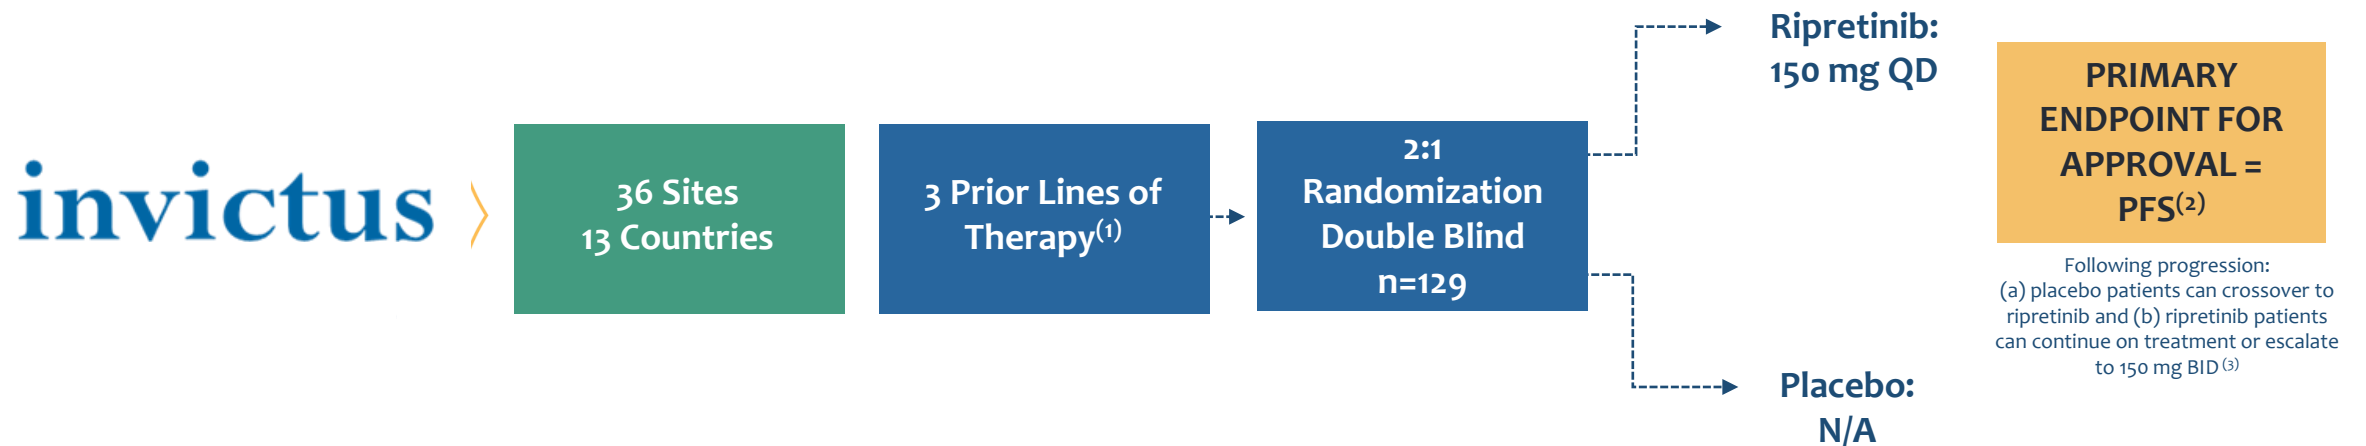 invictus
36 Sites
13 Countries
3 Prior Lines of
Therapy(1)
2:1
Randomization
Double Blind
n=129
Ripretinib:
150 mg QD
Placebo:
N/A
PRIMARY
ENDPOINT FOR
APPROVAL =
PFS(2)
Following progression:
(a) placebo patients can crossover to
ripretinib and (b) ripretinib patients
can continue on treatment or escalate
to 150 mg BID (3)